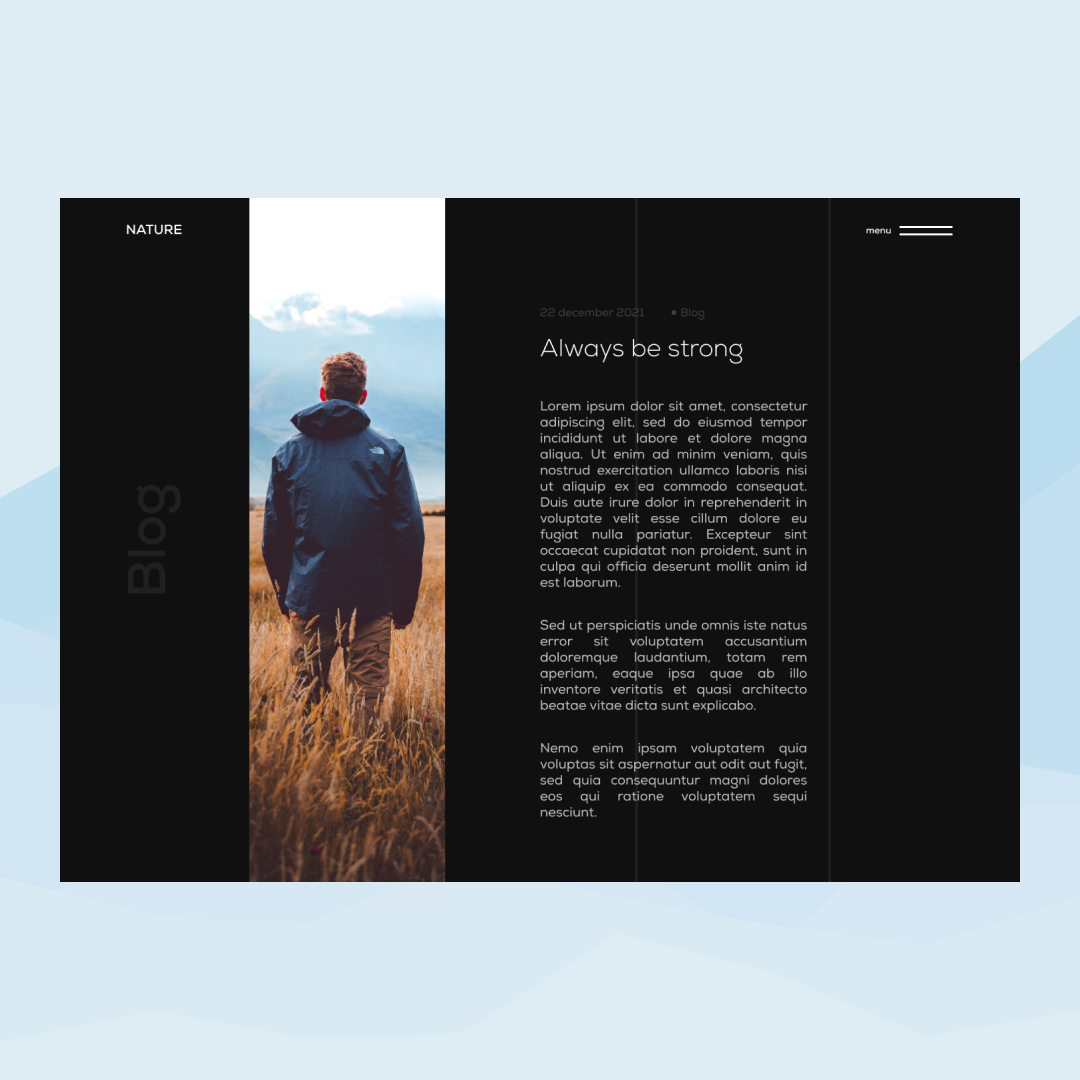 NATURE
menu
Blog
22 december 2021 • Blog
Always be strong
Lorem ipsum dolor sit amet, consectetur
adipiscing elit, sed do eiusmod tempor
incididunt ut labore et dolore magna
aliqua. Ut enim ad minim veniam, quis
nostrud exercitation ullamco laboris nisi
ut aliquip ex ea commodo consequat.
Duis aute irure dolor in reprehenderit in
voluptate velit esse cillum dolore eu
fugiat nulla pariatur. Excepteur sint
occaecat cupidatat non proident, sunt in
culpa qui officia deserunt mollit anim id
est laborum.
Sed ut perspiciatis unde omnis iste natus
error sit voluptatem accusantium
doloremque laudantium, totam rem
aperiam, eaque ipsa quae ab illo
inventore veritatis et quasi architecto
beatae vitae dicta sunt explicabo.
Nemo enim ipsam voluptatem quia
voluptas sit aspernatur aut odit aut fugit,
sed quia consequuntur magni dolores
eos qui ratione voluptatem sequi
nesciunt.